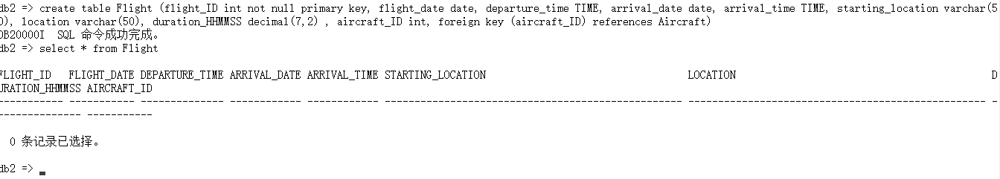 db2 => create table Flight (flight_ID int not null primary key, flight_date date, departure_time TIME, arrival_date date, arrival_time TIME, starting_location varchar(5
0), location varchar(50), duration_HHMMSS decimal(7,2) , aircraft_ID int, foreign key (aircraft_ID) references Aircraft)
DB20000I  SQL 命令成功完成。
db2 => select * from Flight
FLIGHT_ID   FLIGHT_DATE DEPARTURE_TIME ARRIVAL_DATE ARRIVAL_TIME STARTING_LOCATION                                  LOCATION                                           D
URATION_HHMMSS AIRCRAFT_ID
----------- ----------- -------------- ------------ ------------ -------------------------------------------------- -------------------------------------------------- -
-------------- -----------
  0 条记录已选择。
db2 =>